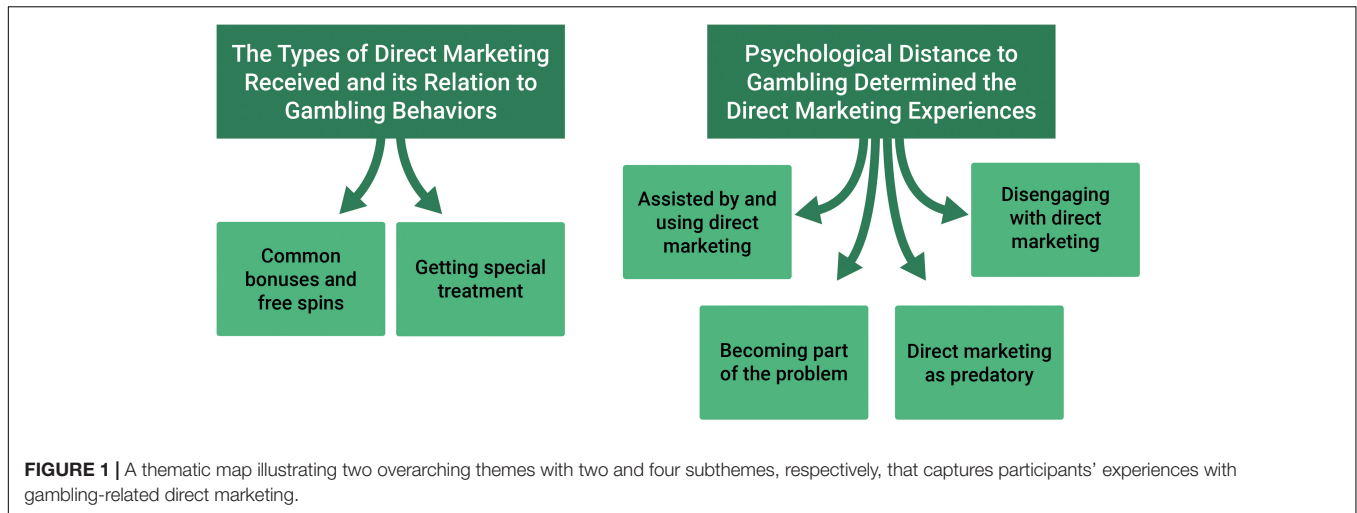 The Types of Direct Marketing
Received and its Relation to
Gambling Behaviors
Common
bonuses and
free spins
Getting special
treatment
Psychological Distance to
Gambling Determined the
Direct Marketing Experiences
Assisted by and
using direct
marketing
Disengaging
with direct
marketing
Becoming part
of the problem
Direct marketing
as predatory
FIGURE 1 | A thematic map illustrating two overarching themes with two and four subthemes, respectively, that captures participants’ experiences with
gambling-related direct marketing.